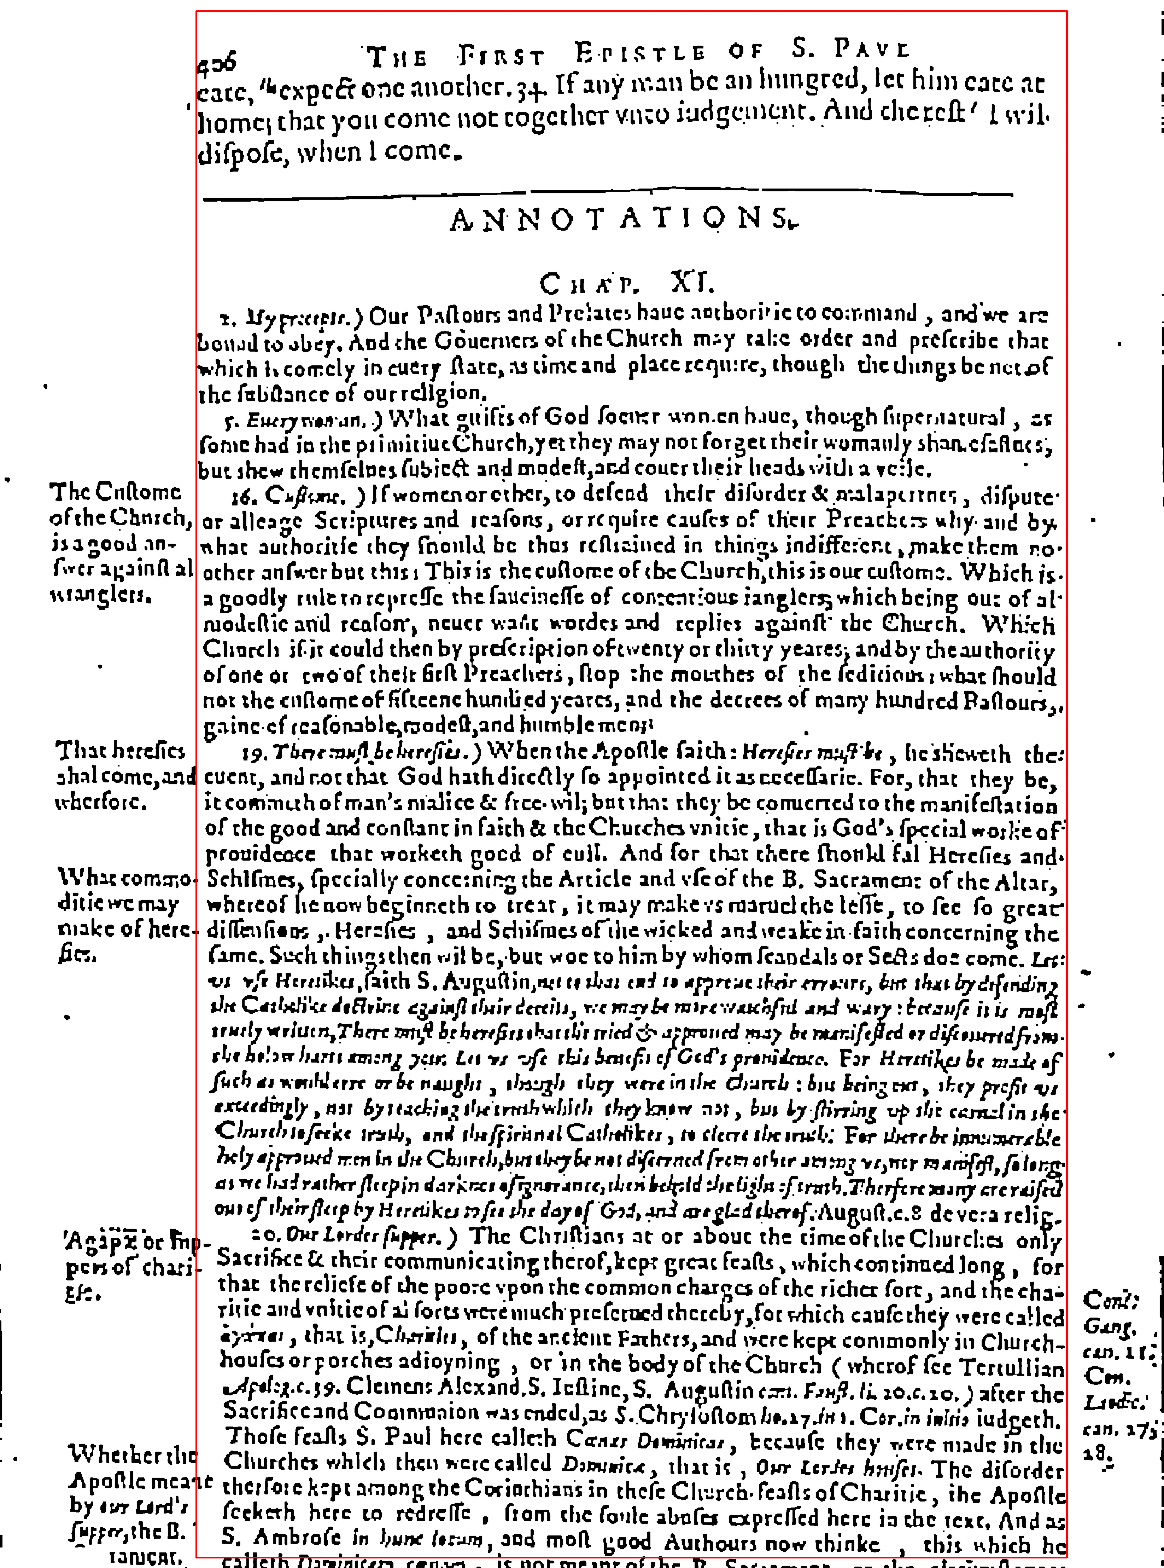 406 THE FIRST EPISTLE OF S. PAVL
eate, " expect one another. 34. If any man be an hungred, let him eate at
home; that you come not together vnto iudgement. And the rest I wil
dispose, when I come.
ANNOTATIONS.
CHAP. XI.
2. My precepts.) Our Pastours and Prelates haue authoritie to command, and we are
bound to obey. And the Gouerners of the Church may take order and prescribe that
which is comely in euery state, as time and place require, though the things be not of
the substance of our religion.
5. Euery woman.) What guifts of God soeuer women haue, though supernatural, as
some had in the primitiue Church, yet they may not forget their womanly shamefastnes,
but shew themselues subiect and modest, and couer their heads with a veile.
The Custome
of the Church,
is a good an-
swer against al
wranglers.
16. Custome.) If women or other, to defend their disorder & malapertnes, dispute
or alleage Scriptures and reasons, or require causes of their Preachers why and by
what authoritie they should be thus restrained in things indifferent, make them no
other answer but this: This is the custome of the Church, this is our custome. Which is
a goodly rule to represse the saucinesse of contentious ianglers, which being out of al
modestie and reason, neuer want wordes and replies against the Church. Which
Church if it could then by prescription of twenty or thirty yeares, and by the authority
of one or two of their first Preachers, stop the mouthes of the seditious: what should
not the custome of fifteene hundred yeares, and the decrees of many hundred Pastours,
gaine of reasonable, modest, and humble men?
That heresies
shal come, and
wherfore.
19. There must be heresies.) When the Apostle saith: Heresies must be, he sheweth the
euent, and not that God hath directly so appointed it as necessarie. For, that they be,
it commeth of man's malice & free-wil; but that they be conuerted to the manifestation
of the good and constant in faith & the Churches vnitie, that is God's special worke of
prouidence that worketh good of euil. And for that there should fal Heresies and
What commo-
ditie we may
make of here-
sies.
Schismes, specially concerning the Article and vse of the B. Sacrament of the Altar,
whereof he now beginneth to treat, it may make vs maruel the lesse, to see so great
dissensions, Heresies, and Schismes of the wicked and weake in faith concerning the
same. Such things then wil be, but woe to him by whom scandals or Sects doe come. Let
vs vse Heretikes, saith S. Augustin, not to that end to approue their errours, but that by defending
the Catholike doctrine against their deceits, we may be more watchful and wary: because it is most
truely written, There must be heresies that the tried & approued may be manifested or discouered from
the holow harts among you. Let vs vse this benefit of God's prouidence. For Heretikes be made of
such as would erre or be naught, though they were in the Church: but being out, they profit vs
exceedingly, not by teaching the truth which they know not, but by stirring up the carnal in the
Church to seeke truth, and the spiritual Catholikes, to cleere the truth. For there be innumerable
holy approued men in the Church, but they be not discerned from other among vs, nor manifest, so long
as we had rather sleep in darknes of ignorance, then behold the light of truth. Therfore many are raised
out of their sleep by Heretikes to see the day of God, and are glad therof. August. c. 8 de vera relig.
Agapæ or sup-
pers of chari-
tie.
20. Our Lordes supper.) The Christians at or about the time of the Churches only
Sacrifice & their communicating therof, kept great feasts, which continued long, for
that the reliefe of the poore vpon the common charges of the richer sort, and the cha-
ritie and vnitie of al sorts were much preserued thereby, for which cause they were called
ἀγάπαι, that is, Charities, of the ancient Fathers, and were kept commonly in Church-
houses or porches adioyning, or in the body of the Church (wherof see Tertullian
Apolog. c. 39. Clemens Alexand. S. Iustine, S. Augustin cont. Faust. li. 20. c. 20.) after the
Sacrifice and Communion was ended, as S. Chrysostom ho. 27. in 1. Cor. in initio iudgeth.
Conc.
Gang.
can. 11.
Con.
Laodic.
can. 27;
28.
Those feasts S. Paul here calleth Cœnas Dominicas, because they were made in the
Churches which then were called Dominicæ, that is, Our Lordes houses. The disorder
therfore kept among the Corinthians in these Church-feasts of Charitie, the Apostle
seeketh here to redresse, from the foule abuses expressed here in the text. And as
S. Ambrose in hunc locum, and most good Authours now thinke, this which he
Whether the
Apostle meant
by our Lord's
supper, the B.
calleth Dominicam cœnam, is not meant of the B. Sacrament,